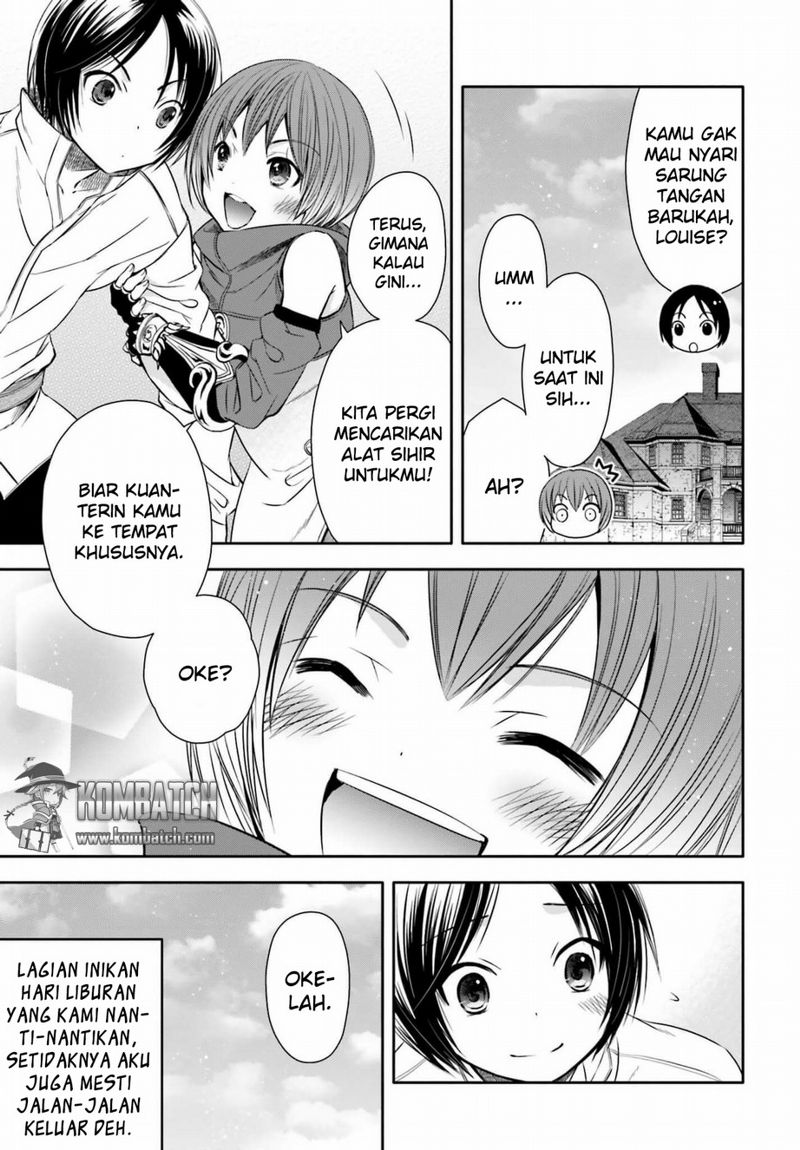 KAMU GAK
MAU NYARI
SARUNG
TANGAN
BARUKAH,
LOUISE?
UMM
...
UNTUK
SAAT INI
SIH...
AH?
TERUS,
GIMANA
KALAU
GINI...
KITA PERGI
MENCARIKAN
ALAT SIHIR
UNTUKMU!
BIAR KUAN-
TERIN KAMU
KE TEMPAT
KHUSUSNYA.
OKE?
KOMBATCH
www.kombatch.com
OKE-
LAH.
LAGIAN INIKAN
HARI LIBURAN
YANG KAMI NAN-
TI-NANTIKAN,
SETIDAKNYA AKU
JUGA MESTI
JALAN-JALAN
KELUAR DEH.